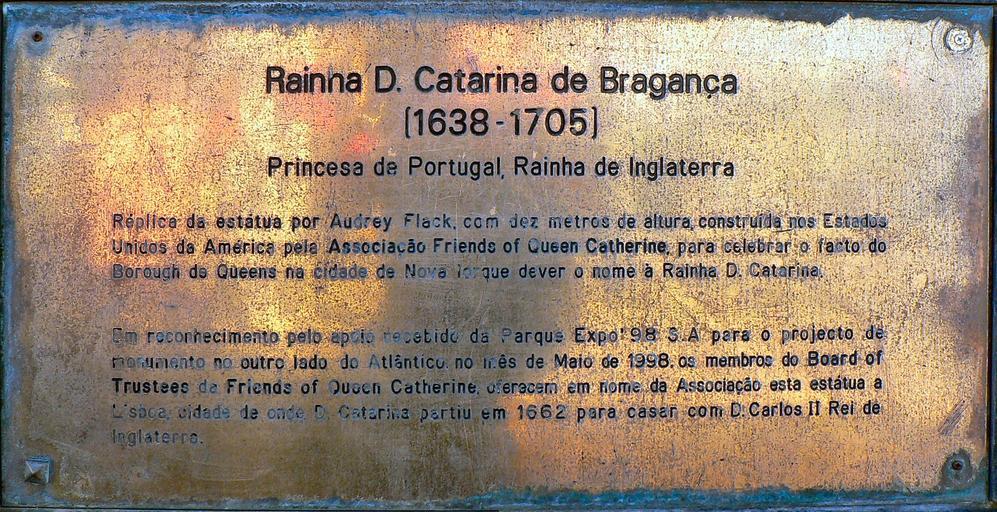 Rainha D. Catarina de Bragança
(1638-1705)
Princesa de Portugal, Rainha de Inglaterra
Réplica da estátua por Audrey Flack, com dez metros de altura, construída nos Estados
Unidos da América pela Associação Friends of Queen Catherine, para celebrar o facto do
Borough de Queens na cidade de Nova Iorque dever o nome à Rainha D. Catarina.
Em reconhecimento pelo apoio recebido da Parque Expo' 98 S.A para o projecto de
monumento no outro lado do Atlântico, no mês de Maio de 1998, os membros do Board of
Trustees da Friends of Queen Catherine, oferecem em nome da Associação esta estátua a
Lisboa, cidade de onde D. Catarina partiu em 1662 para casar com D. Carlos II Rei de
Inglaterra.